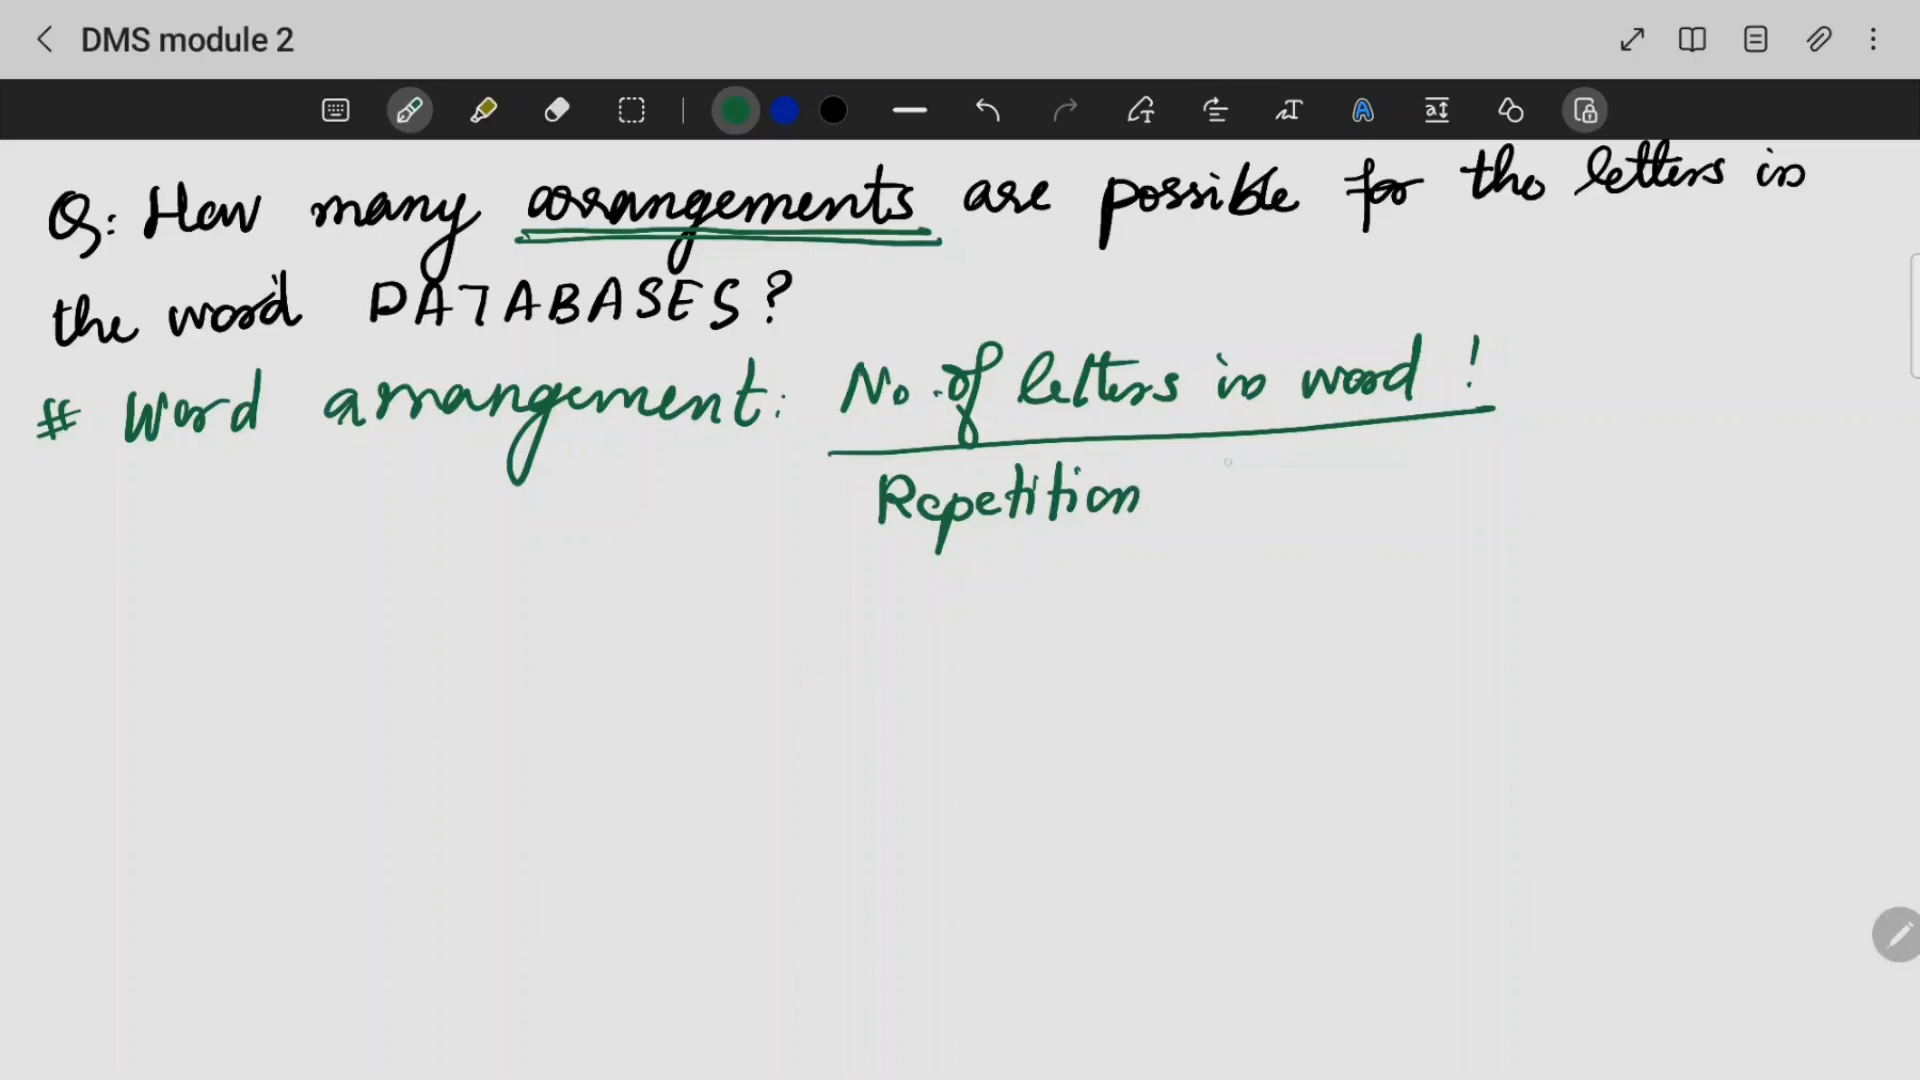 DMS module 2
Q: How many arrangements are possible for the letters in
the word DATABASES?
# Word arrangement: No. of letters in word !
Repetition